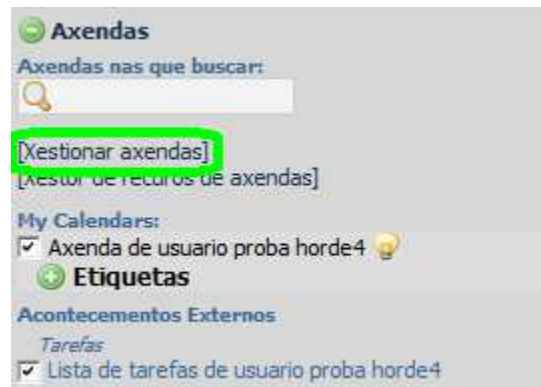 Axendas
Axendas nas que buscar:
[Xestionar axendas]
[Xestor de recuros de axendas]
My Calendars:
Axenda de usuario proba horde4
Etiquetas
Acontecementos Externos
Tarefas
Lista de tarefas de usuario proba horde4